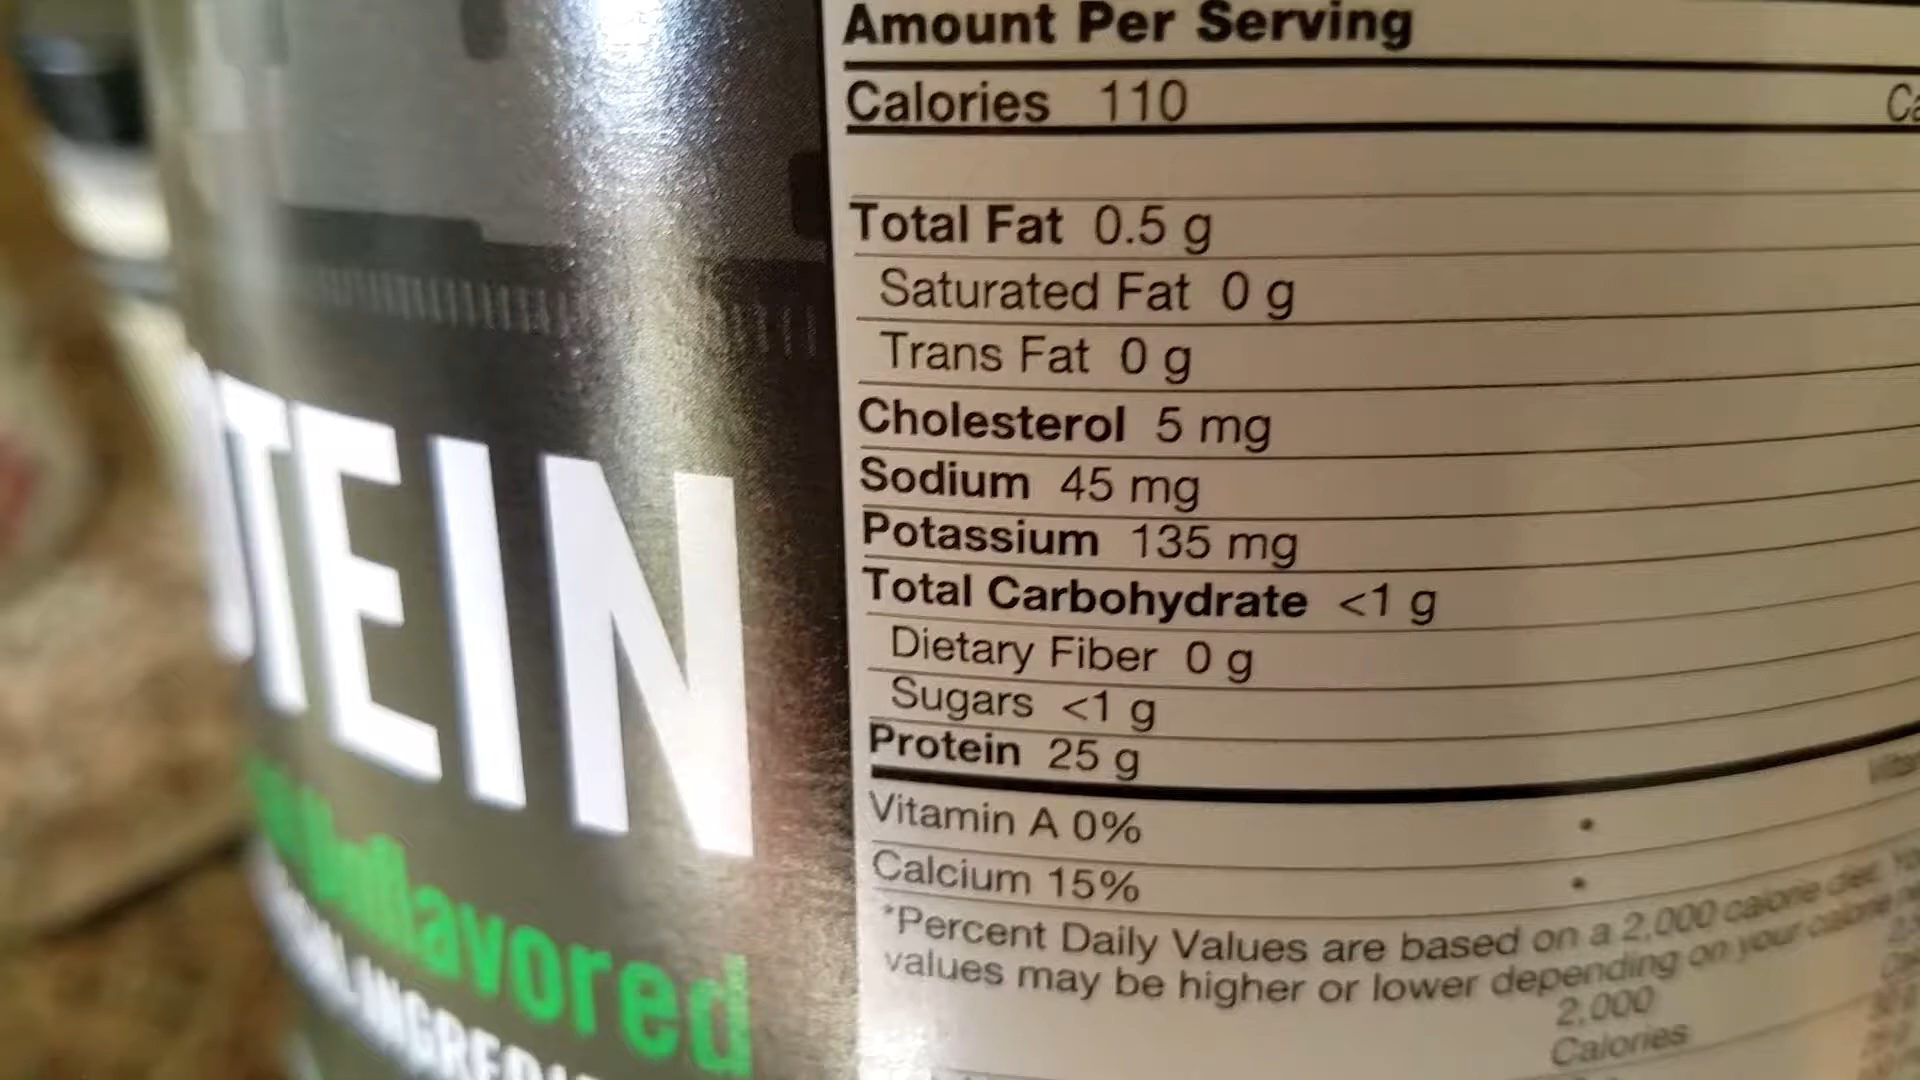 Amount Per Serving
Calories 110
Total Fat 0.5 g
Saturated Fat 0 g
Trans Fat 0 g
Cholesterol 5 mg
Sodium 45 mg
Potassium 135 mg
Total Carbohydrate <1 g
Dietary Fiber 0 g
Sugars <1 g
Protein 25 g
Vitamin A 0% •
Calcium 15% •
*Percent Daily Values are based on a 2,000 calorie diet.
values may be higher or lower depending on your calorie
2,000
Calories
TEIN
Unflavored